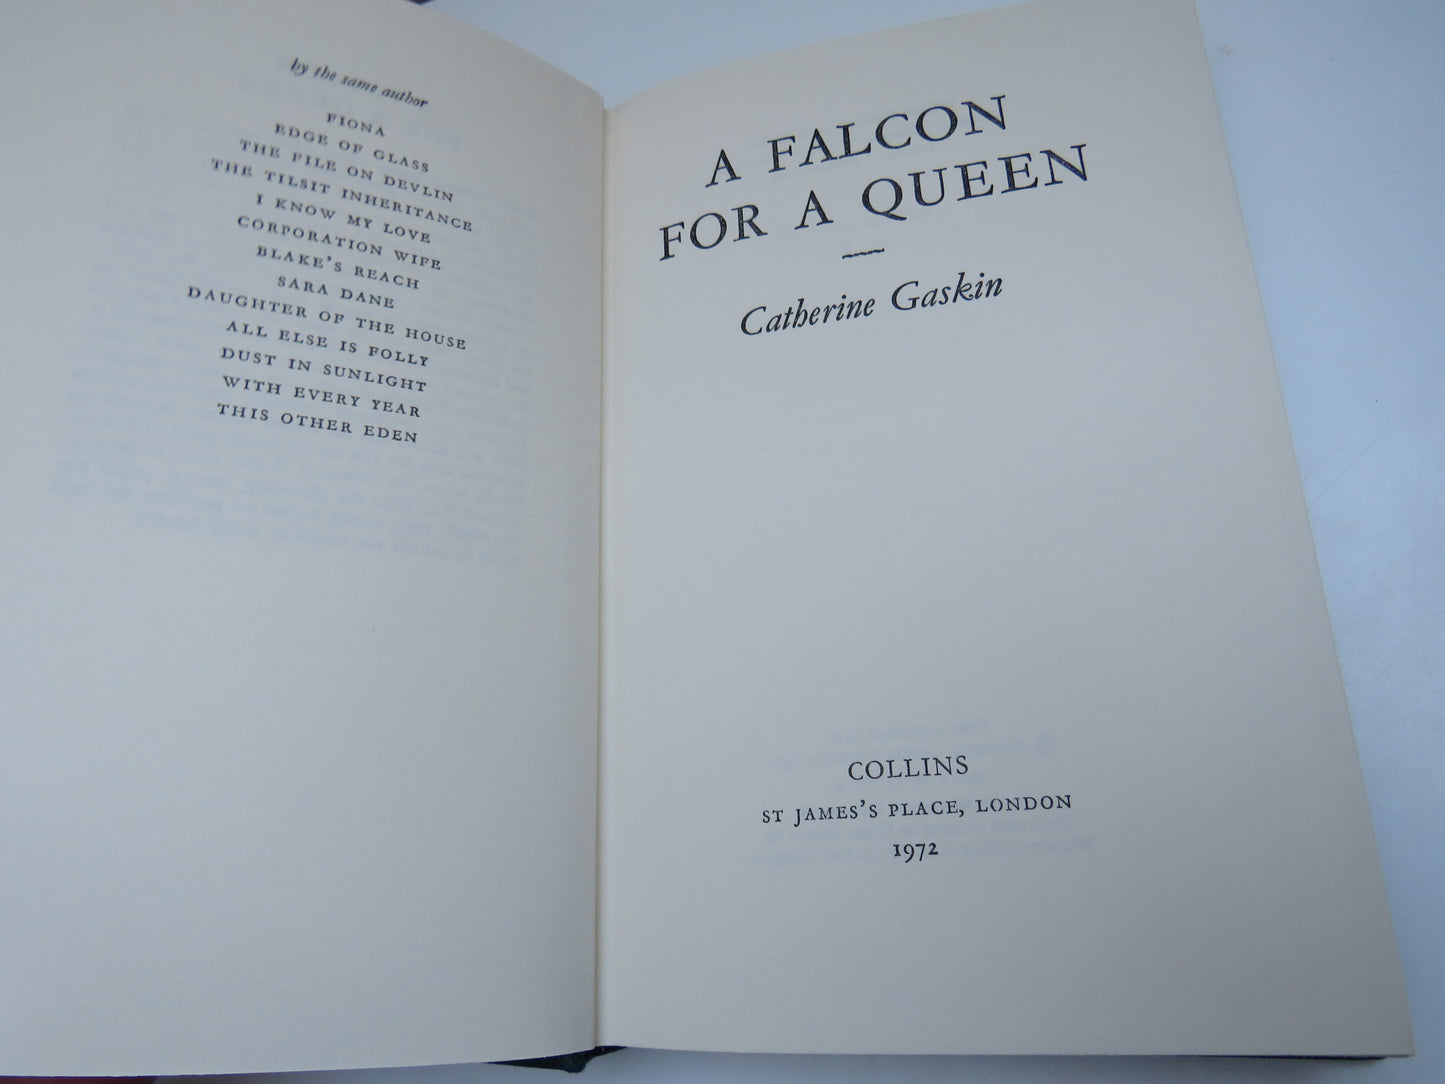 by the same author
FIONA
EDGE OF GLASS
THE FILE ON DEVLIN
THE TILSIT INHERITANCE
I KNOW MY LOVE
CORPORATION WIFE
BLAKE'S REACH
SARA DANE
DAUGHTER OF THE HOUSE
ALL ELSE IS FOLLY
DUST IN SUNLIGHT
WITH EVERY YEAR
THIS OTHER EDEN
A FALCON
FOR A QUEEN
Catherine Gaskin
COLLINS
ST JAMES'S PLACE, LONDON
1972